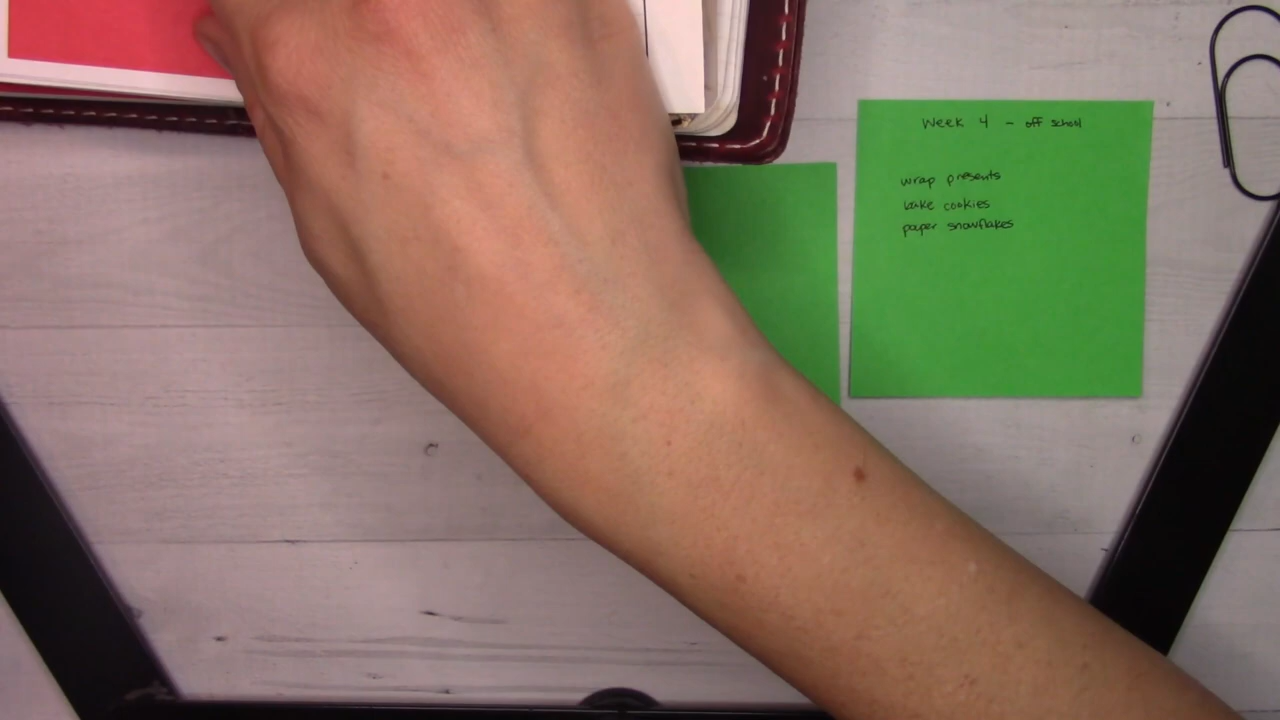 Week 4 - off school
wrap presents
bake cookies
paper snowflakes